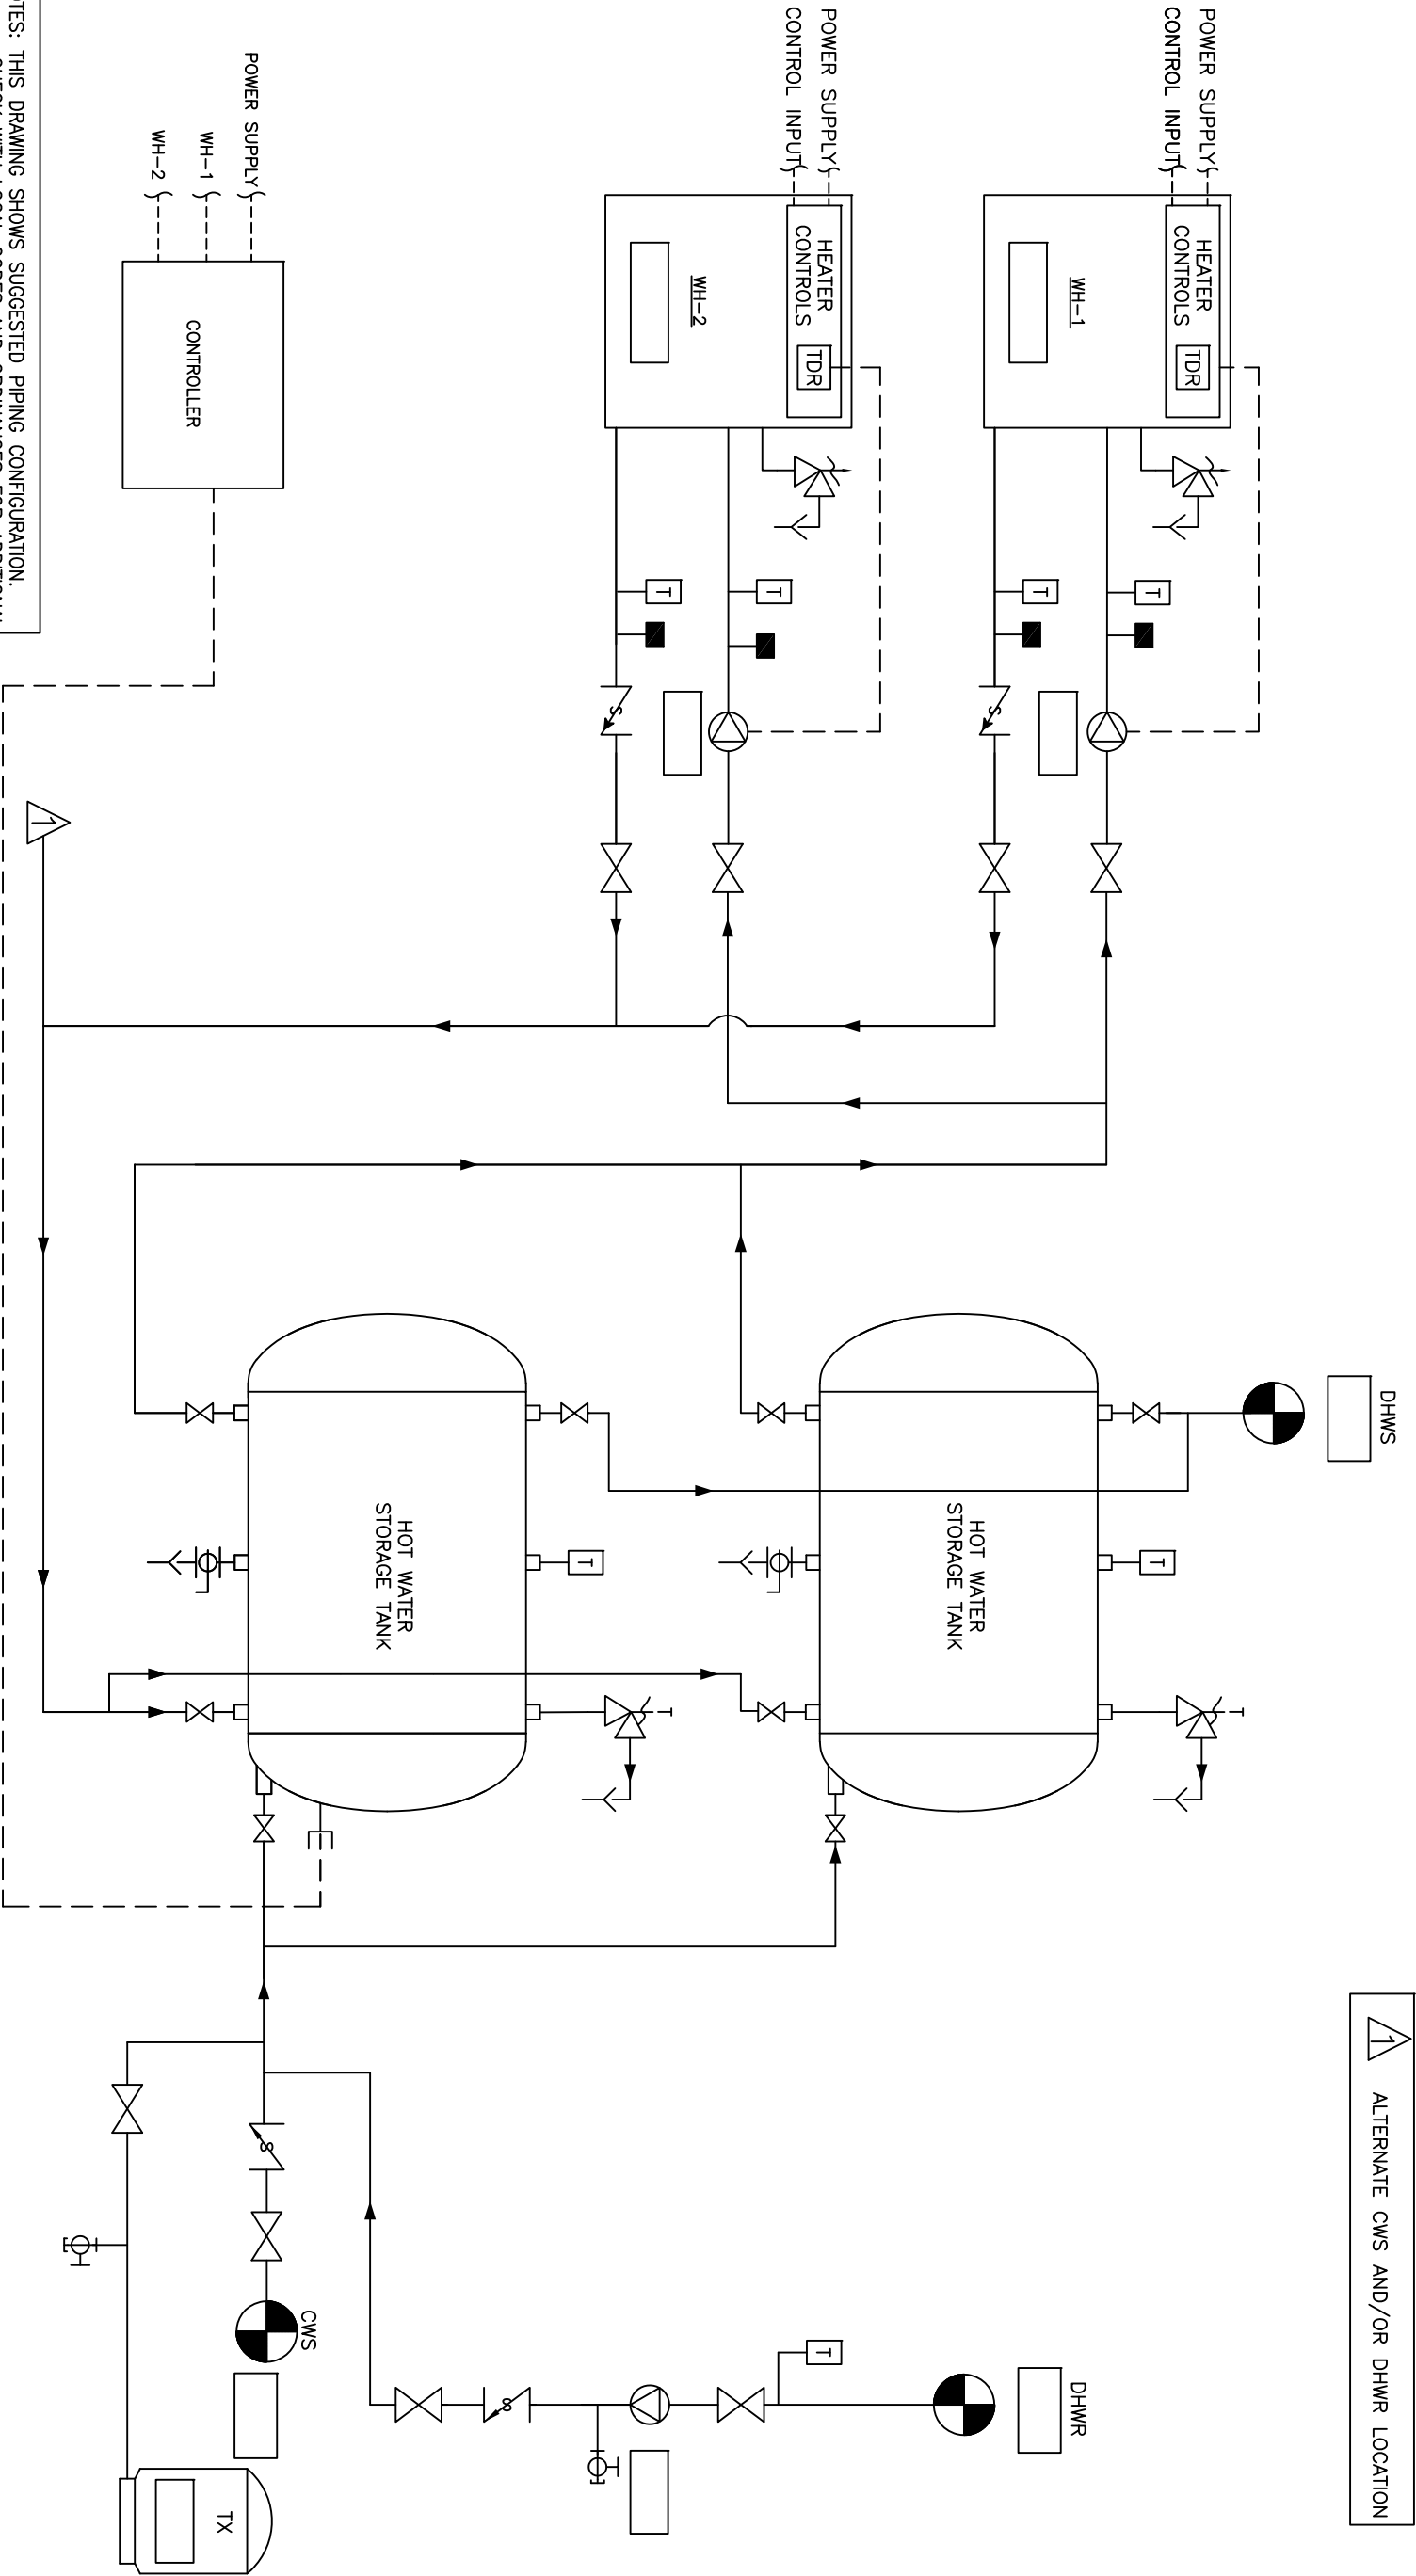 POWER SUPPLY
CONTROL INPUT
HEATER
CONTROLS
TDR
WH-1
T
T
S
POWER SUPPLY
CONTROL INPUT
HEATER
CONTROLS
TDR
WH-2
T
T
S
POWER SUPPLY
WH-1
WH-2
CONTROLLER
1
DHWS
HOT WATER
STORAGE TANK
T
HOT WATER
STORAGE TANK
T
1 ALTERNATE CWS AND/OR DHWR LOCATION
DHWR
T
S
S
CWS
TX
THIS DRAWING SHOWS SUGGESTED PIPING CONFIGURATION.